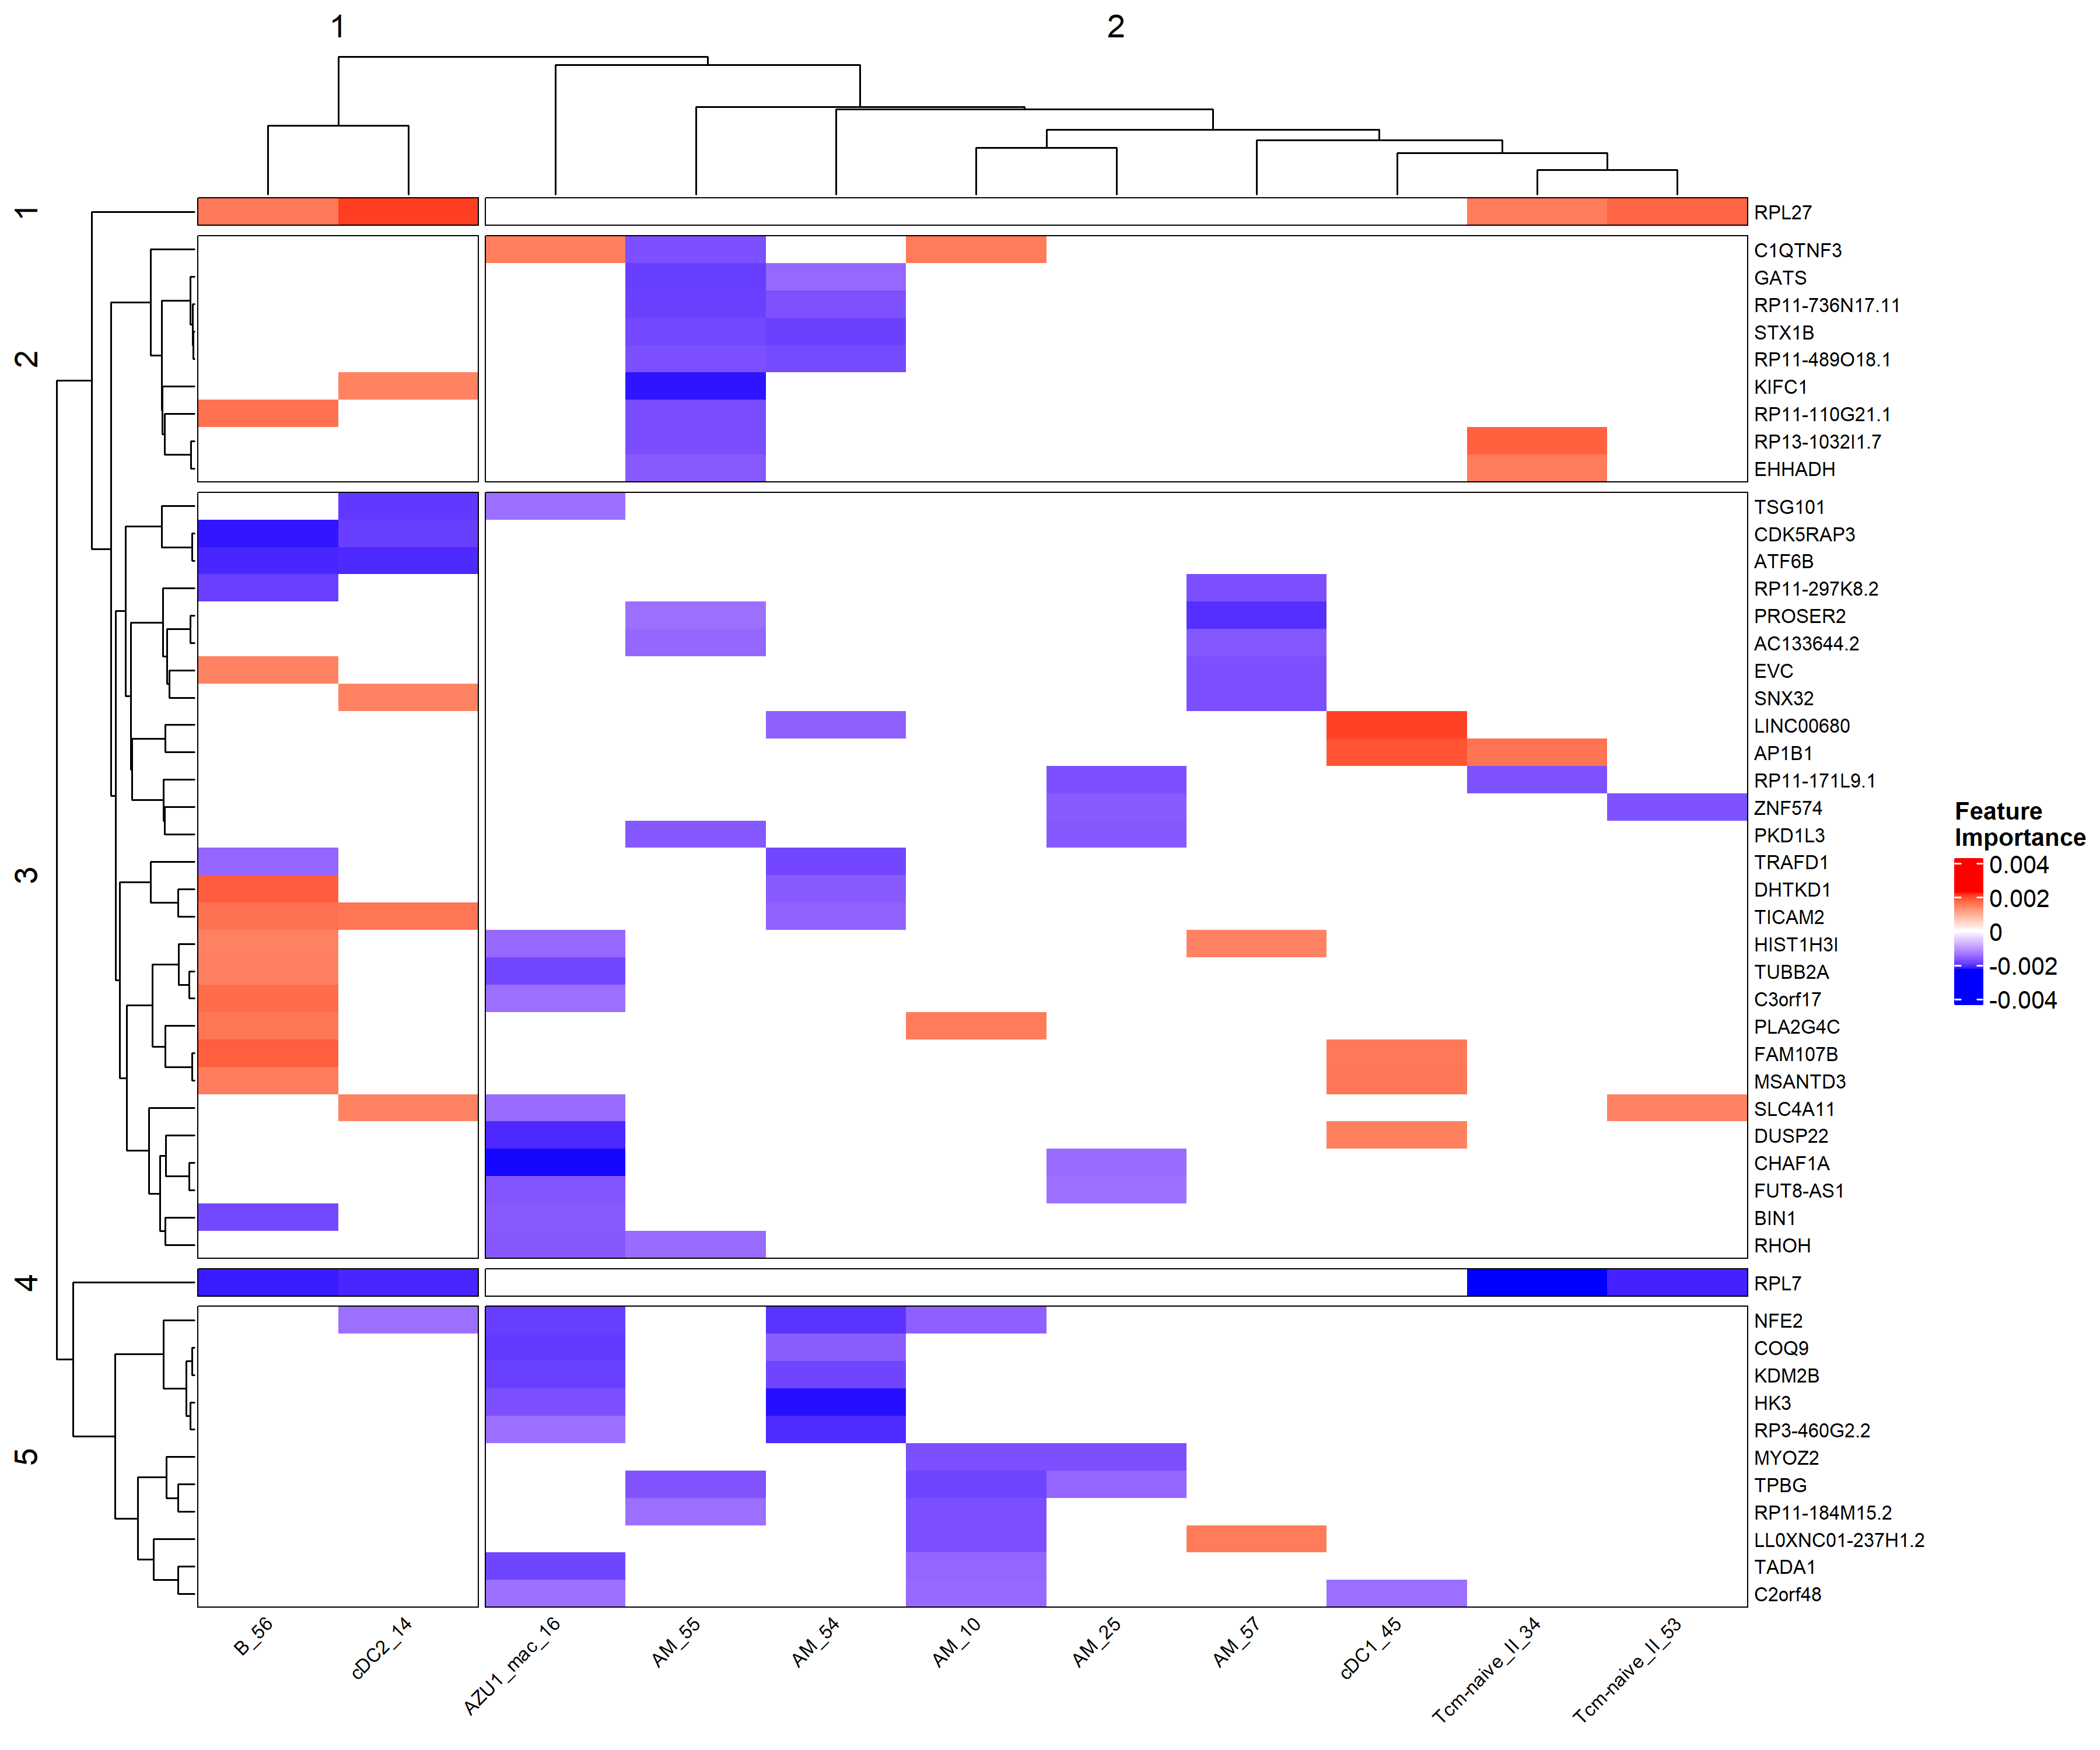 1
2
1
2
3
4
5
RPL27
C1QTNF3
GATS
RP11-736N17.11
STX1B
RP11-489O18.1
KIFC1
RP11-110G21.1
RP13-1032I1.7
EHHADH
TSG101
CDK5RAP3
ATF6B
RP11-297K8.2
PROSER2
AC133644.2
EVC
SNX32
LINC00680
AP1B1
RP11-171L9.1
ZNF574
PKD1L3
TRAFD1
DHTKD1
TICAM2
HIST1H3I
TUBB2A
C3orf17
PLA2G4C
FAM107B
MSANTD3
SLC4A11
DUSP22
CHAF1A
FUT8-AS1
BIN1
RHOH
RPL7
NFE2
COQ9
KDM2B
HK3
RP3-460G2.2
MYOZ2
TPBG
RP11-184M15.2
LL0XNC01-237H1.2
TADA1
C2orf48
B_56
cDC2_14
AZU1_mac_16
AM_55
AM_54
AM_10
AM_25
AM_57
cDC1_45
Tcm-naive_II_34
Tcm-naive_II_53
Feature
Importance
0.004
0.002
0
-0.002
-0.004